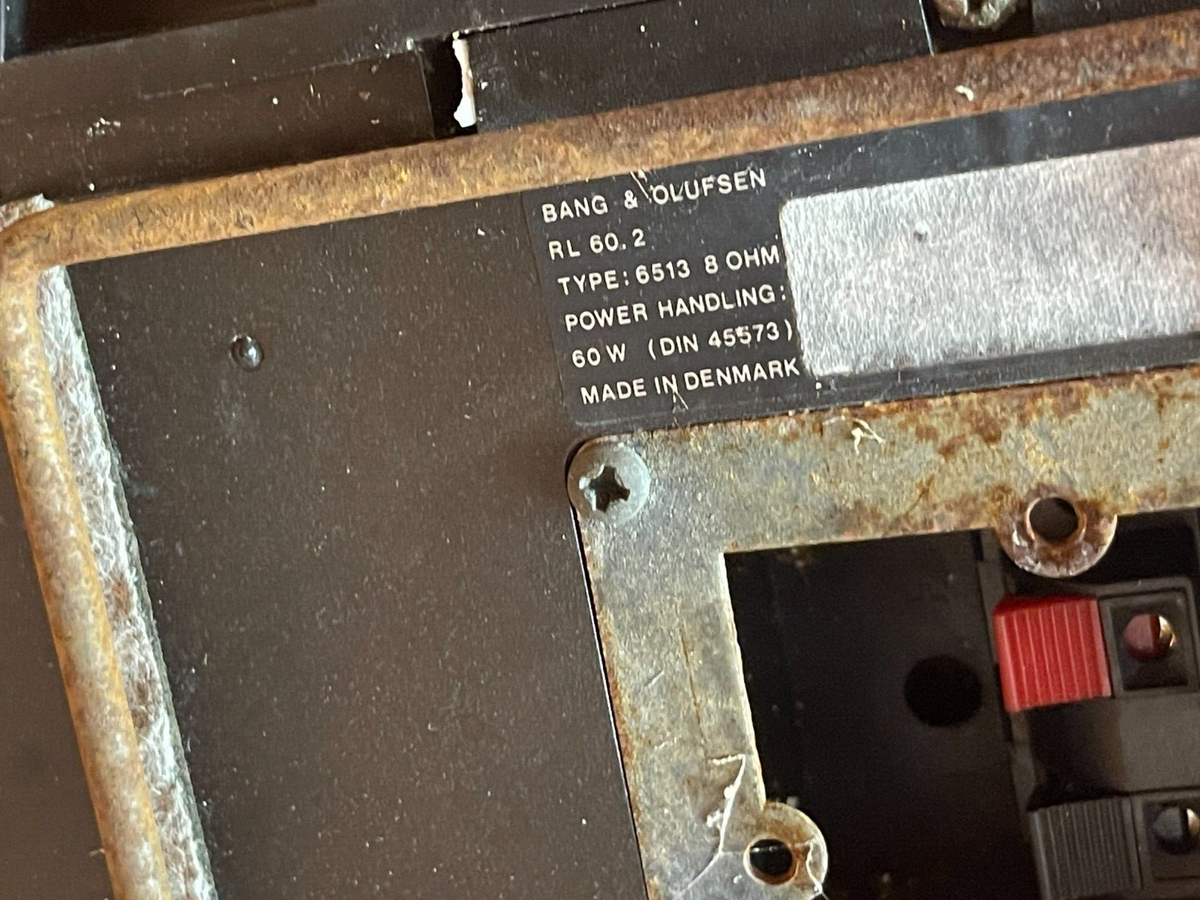 BANG & OLUFSEN
RL 60.2
TYPE: 6513 8 OHM
POWER HANDLING:
60 W (DIN 45573)
MADE IN DENMARK